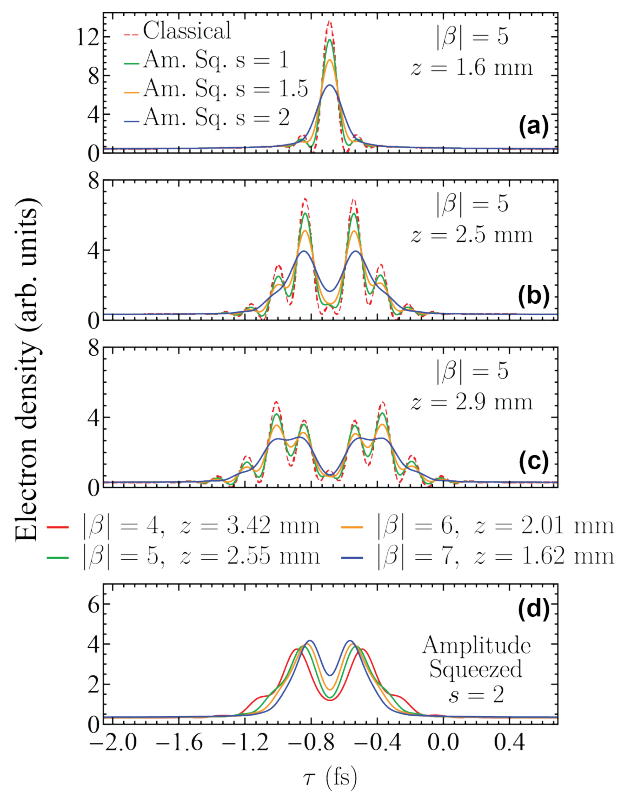 12
8
4
0
Classical
Am. Sq. s = 1
Am. Sq. s = 1.5
Am. Sq. s = 2
|β| = 5
z = 1.6 mm
(a)
8
4
0
|β| = 5
z = 2.5 mm
(b)
8
4
0
|β| = 5
z = 2.9 mm
(c)
Electron density (arb. units)
|β| = 4, z = 3.42 mm
|β| = 6, z = 2.01 mm
|β| = 5, z = 2.55 mm
|β| = 7, z = 1.62 mm
6
4
2
0
(d)
Amplitude
Squeezed
s = 2
−2.0 −1.6 −1.2 −0.8 −0.4 0.0 0.4
τ (fs)